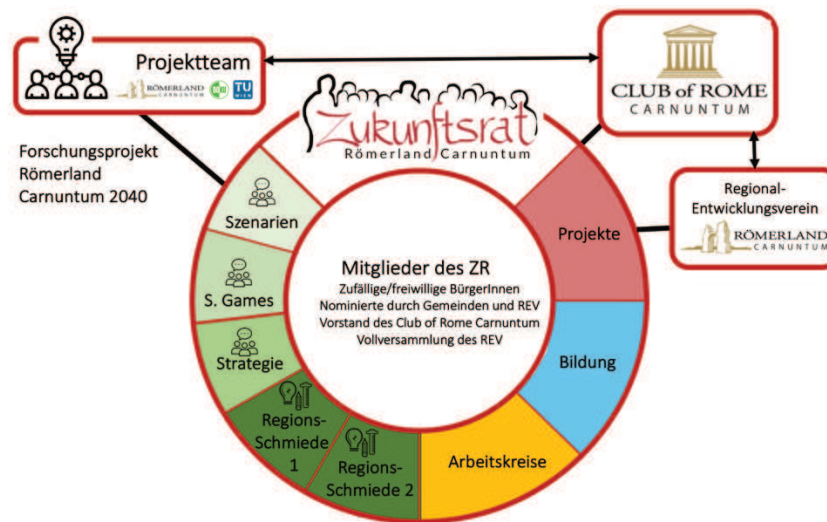 Projektteam
RÖMERLAND
CARNUNTUM
TU
WIEN
CLUB of ROME
CARNUNTUM
Zukunftsrat
Römerland Carnuntum
Forschungsprojekt
Römerland
Carnuntum 2040
Regional-
Entwicklungsverein
RÖMERLAND
CARNUNTUM
Szenarien
Projekte
S. Games
Mitglieder des ZR
Zufällige/freiwillige BürgerInnen
Nominierte durch Gemeinden und REV
Vorstand des Club of Rome Carnuntum
Vollversammlung des REV
Strategie
Bildung
Regions-
Schmiede
1
Regions-
Schmiede 2
Arbeitskreise